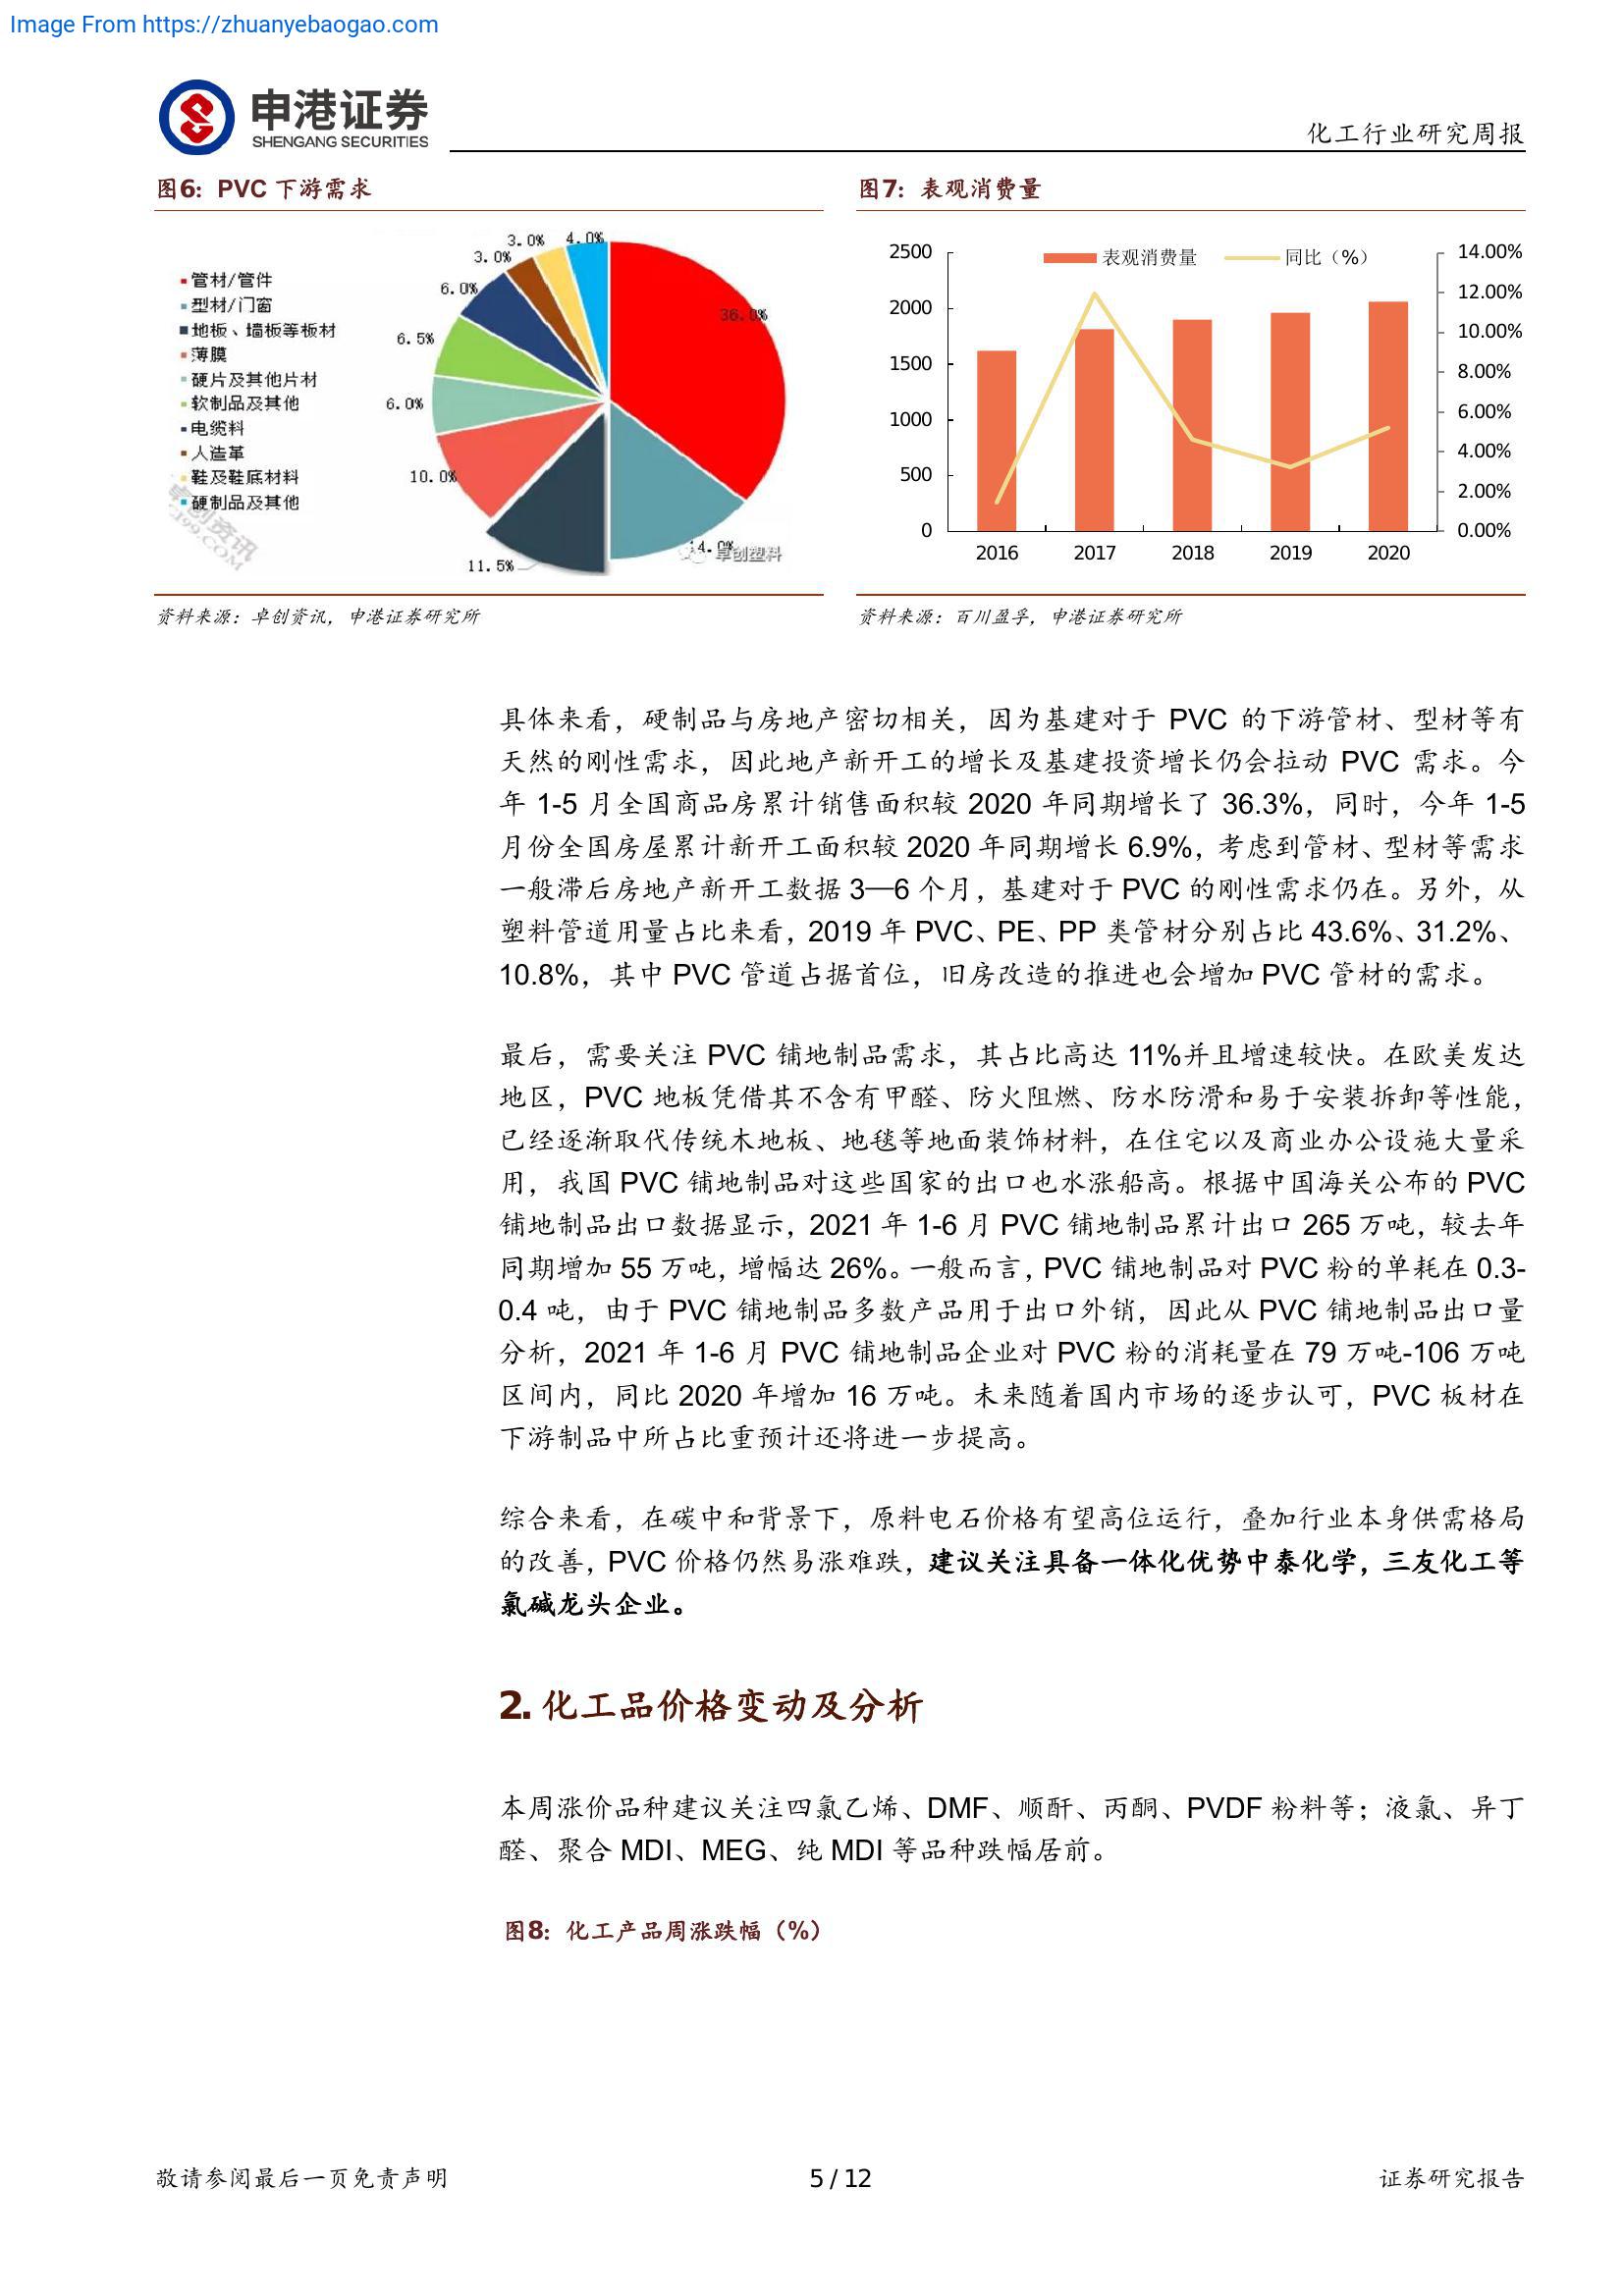 Image From https://zhuanyebaogao.com
申港证券
SHENGANG SECURITIES
化工行业研究周报
图6：PVC 下游需求
管材/管件
型材/门窗
地板、墙板等板材
薄膜
硬片及其他片材
软制品及其他
电缆料
人造革
鞋及鞋底材料
硬制品及其他
36.0%
4.0%
3.0%
3.0%
6.0%
6.5%
6.0%
10.0%
11.5%
14.0%
卓创塑料
卓创资讯
资料来源：卓创资讯，申港证券研究所
图7：表观消费量
表观消费量
同比（%）
2500
2000
1500
1000
500
0
14.00%
12.00%
10.00%
8.00%
6.00%
4.00%
2.00%
0.00%
2016 2017 2018 2019 2020
资料来源：百川盈孚，申港证券研究所
具体来看，硬制品与房地产密切相关，因为基建对于 PVC 的下游管材、型材等有
天然的刚性需求，因此地产新开工的增长及基建投资增长仍会拉动 PVC 需求。今
年 1-5 月全国商品房累计销售面积较 2020 年同期增长了 36.3%，同时，今年 1-5
月份全国房屋累计新开工面积较 2020 年同期增长 6.9%，考虑到管材、型材等需求
一般滞后房地产新开工数据 3—6 个月，基建对于 PVC 的刚性需求仍在。另外，从
塑料管道用量占比来看，2019 年 PVC、PE、PP 类管材分别占比 43.6%、31.2%、
10.8%，其中 PVC 管道占据首位，旧房改造的推进也会增加 PVC 管材的需求。
最后，需要关注 PVC 铺地制品需求，其占比高达 11%并且增速较快。在欧美发达
地区，PVC 地板凭借其不含有甲醛、防火阻燃、防水防滑和易于安装拆卸等性能，
已经逐渐取代传统木地板、地毯等地面装饰材料，在住宅以及商业办公设施大量采
用，我国 PVC 铺地制品对这些国家的出口也水涨船高。根据中国海关公布的 PVC
铺地制品出口数据显示，2021 年 1-6 月 PVC 铺地制品累计出口 265 万吨，较去年
同期增加 55 万吨，增幅达 26%。一般而言，PVC 铺地制品对 PVC 粉的单耗在 0.3-
0.4 吨，由于 PVC 铺地制品多数产品用于出口外销，因此从 PVC 铺地制品出口量
分析，2021 年 1-6 月 PVC 铺地制品企业对 PVC 粉的消耗量在 79 万吨-106 万吨
区间内，同比 2020 年增加 16 万吨。未来随着国内市场的逐步认可，PVC 板材在
下游制品中所占比重预计还将进一步提高。
综合来看，在碳中和背景下，原料电石价格有望高位运行，叠加行业本身供需格局
的改善，PVC 价格仍然易涨难跌，建议关注具备一体化优势中泰化学，三友化工等
氯碱龙头企业。
2. 化工品价格变动及分析
本周涨价品种建议关注四氯乙烯、DMF、顺酐、丙酮、PVDF 粉料等；液氯、异丁
醛、聚合 MDI、MEG、纯 MDI 等品种跌幅居前。
图8：化工产品周涨跌幅（%）
敬请参阅最后一页免责声明
5 / 12
证券研究报告